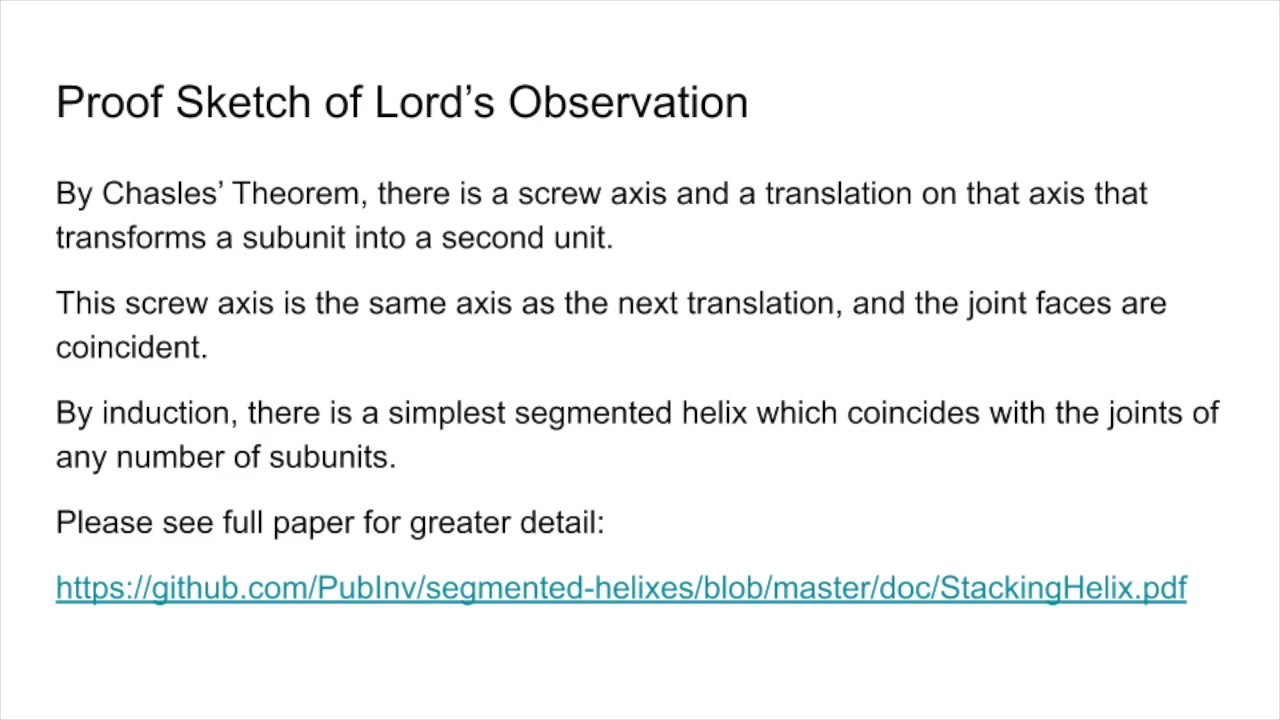 Proof Sketch of Lord’s Observation
By Chasles’ Theorem, there is a screw axis and a translation on that axis that
transforms a subunit into a second unit.
This screw axis is the same axis as the next translation, and the joint faces are
coincident.
By induction, there is a simplest segmented helix which coincides with the joints of
any number of subunits.
Please see full paper for greater detail:
https://github.com/PubInv/segmented-helixes/blob/master/doc/StackingHelix.pdf